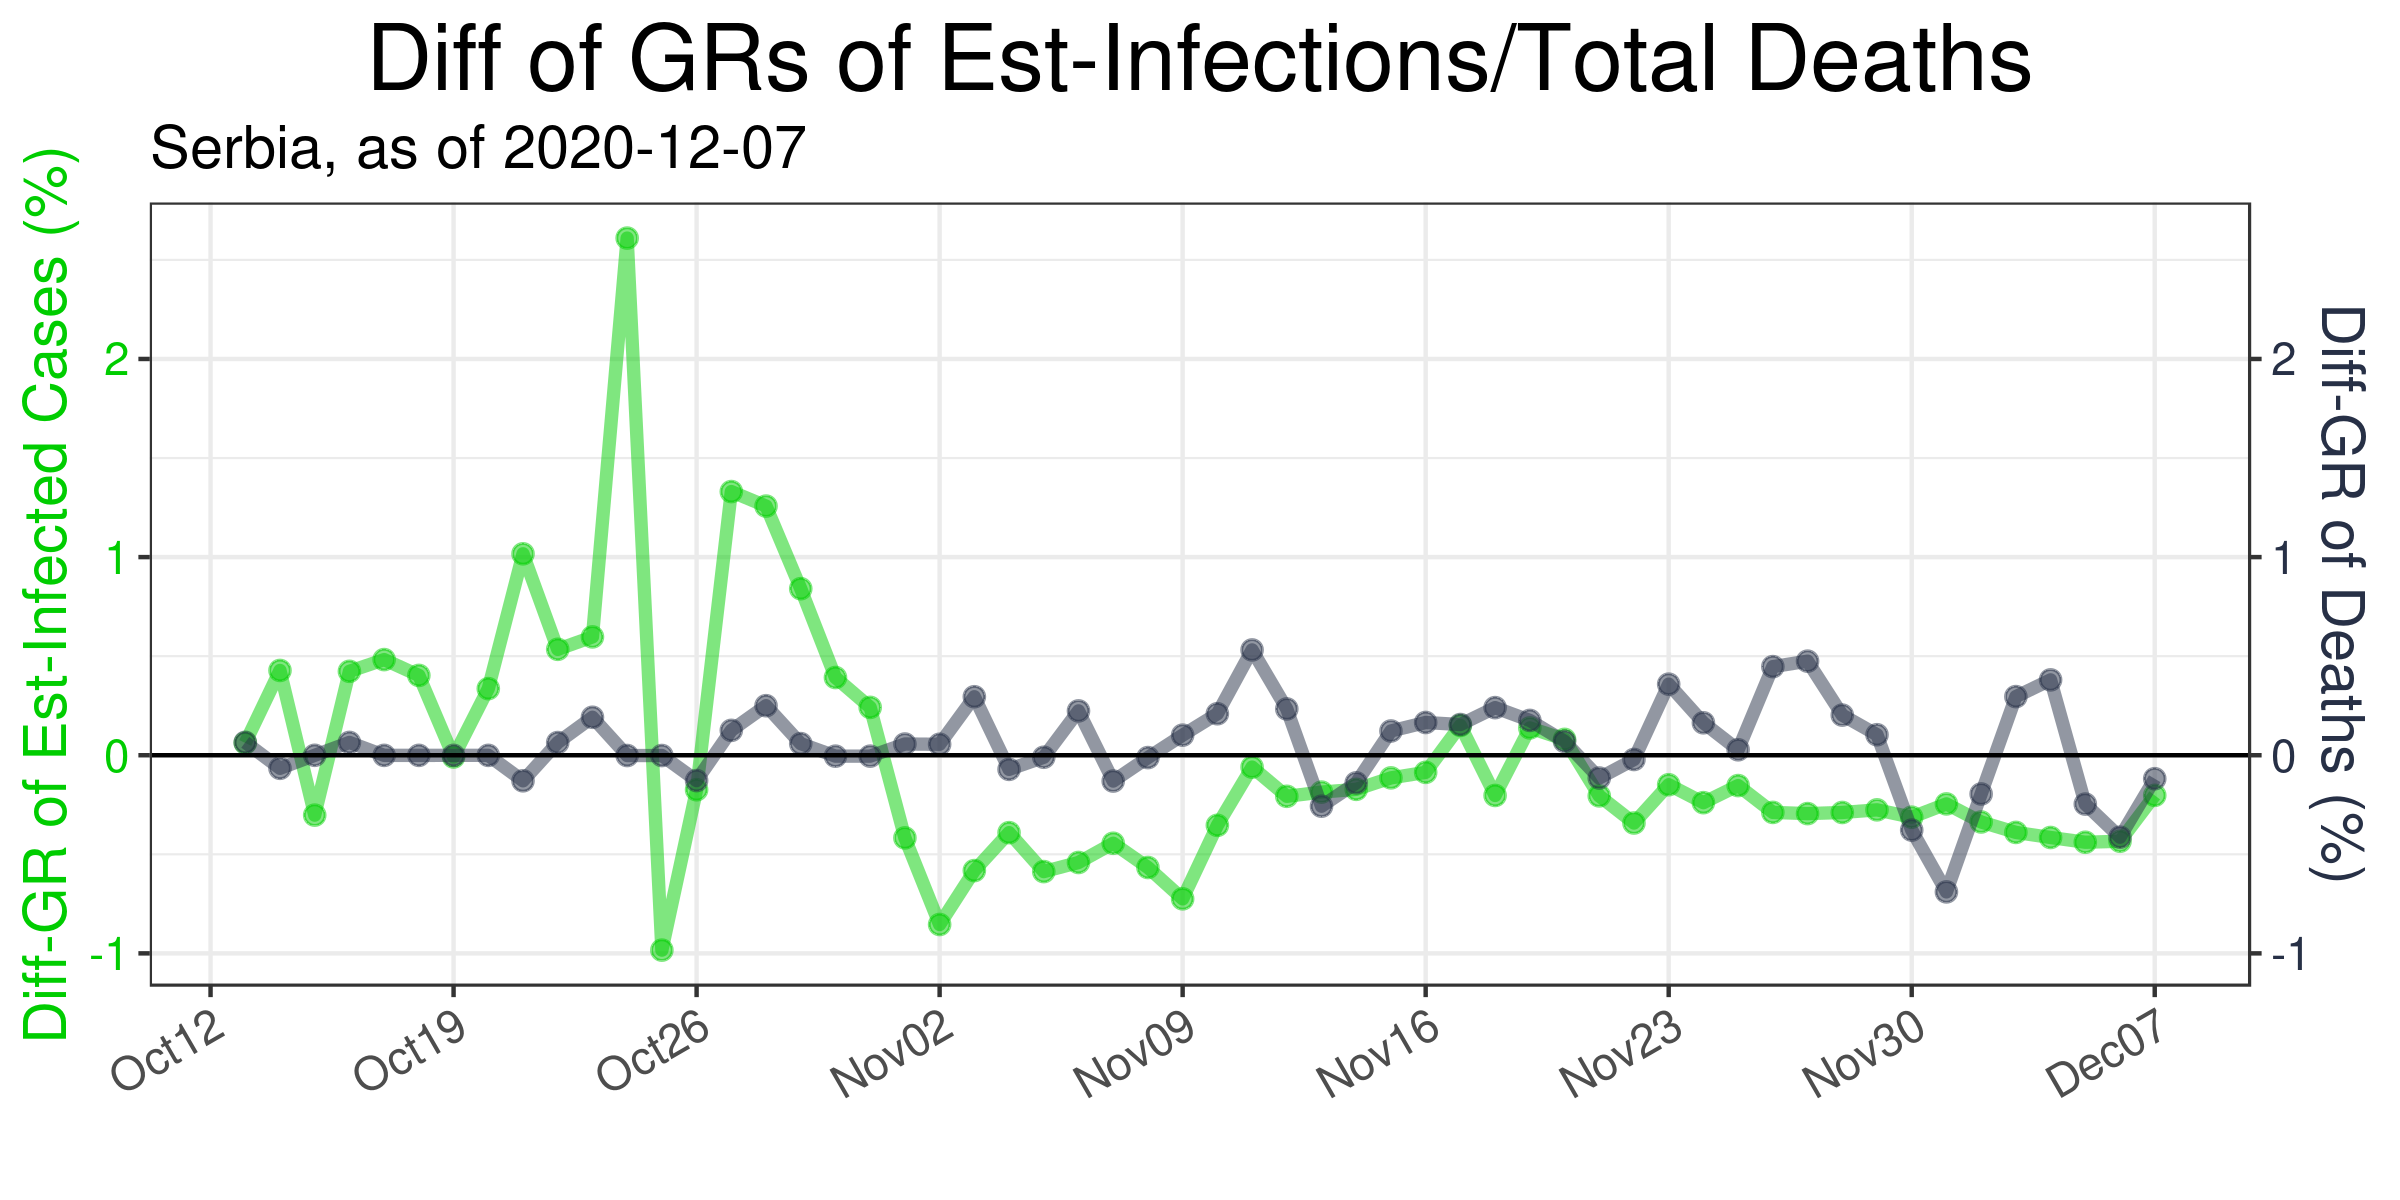 Diff of GRs of Est-Infections/Total Deaths
Serbia, as of 2020-12-07
Diff-GR of Est-Infected Cases (%)
2
1
0
-1
2
1
0
-1
Diff-GR of Deaths (%)
Oct12
Oct19
Oct26
Nov02
Nov09
Nov16
Nov23
Nov30
Dec07